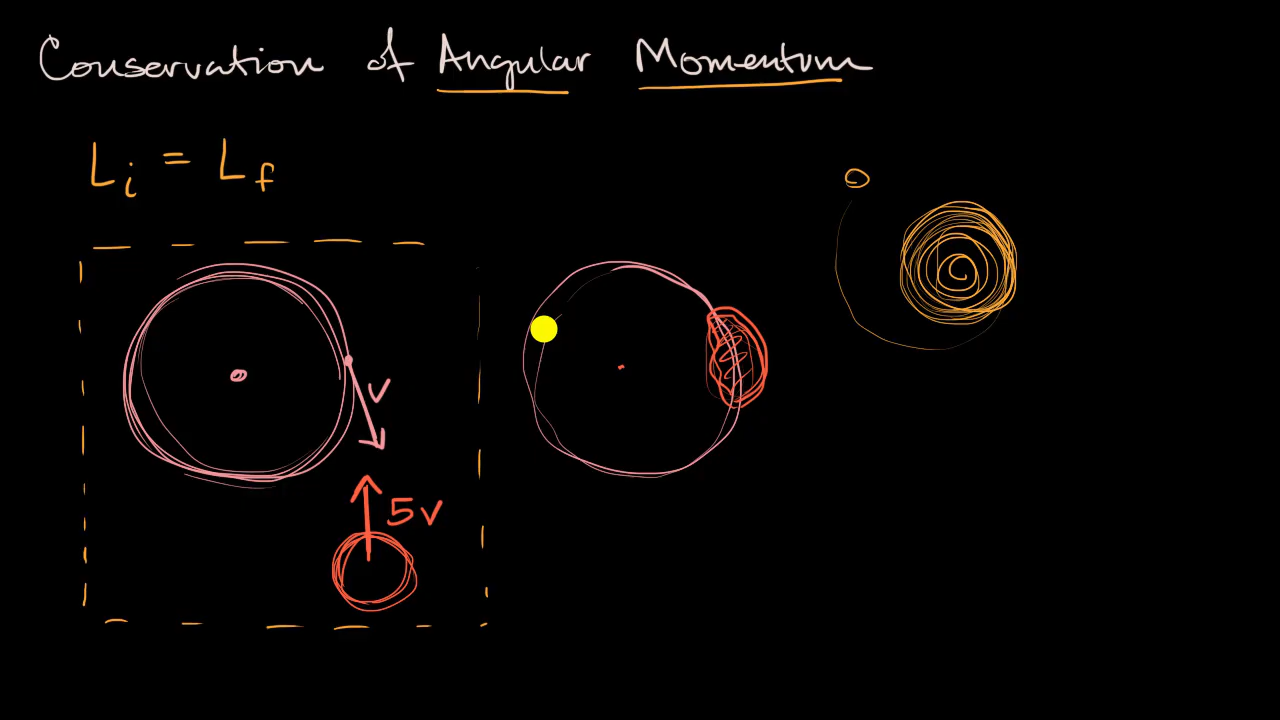 Conservation of Angular Momentum
Li = Lf
v
5v